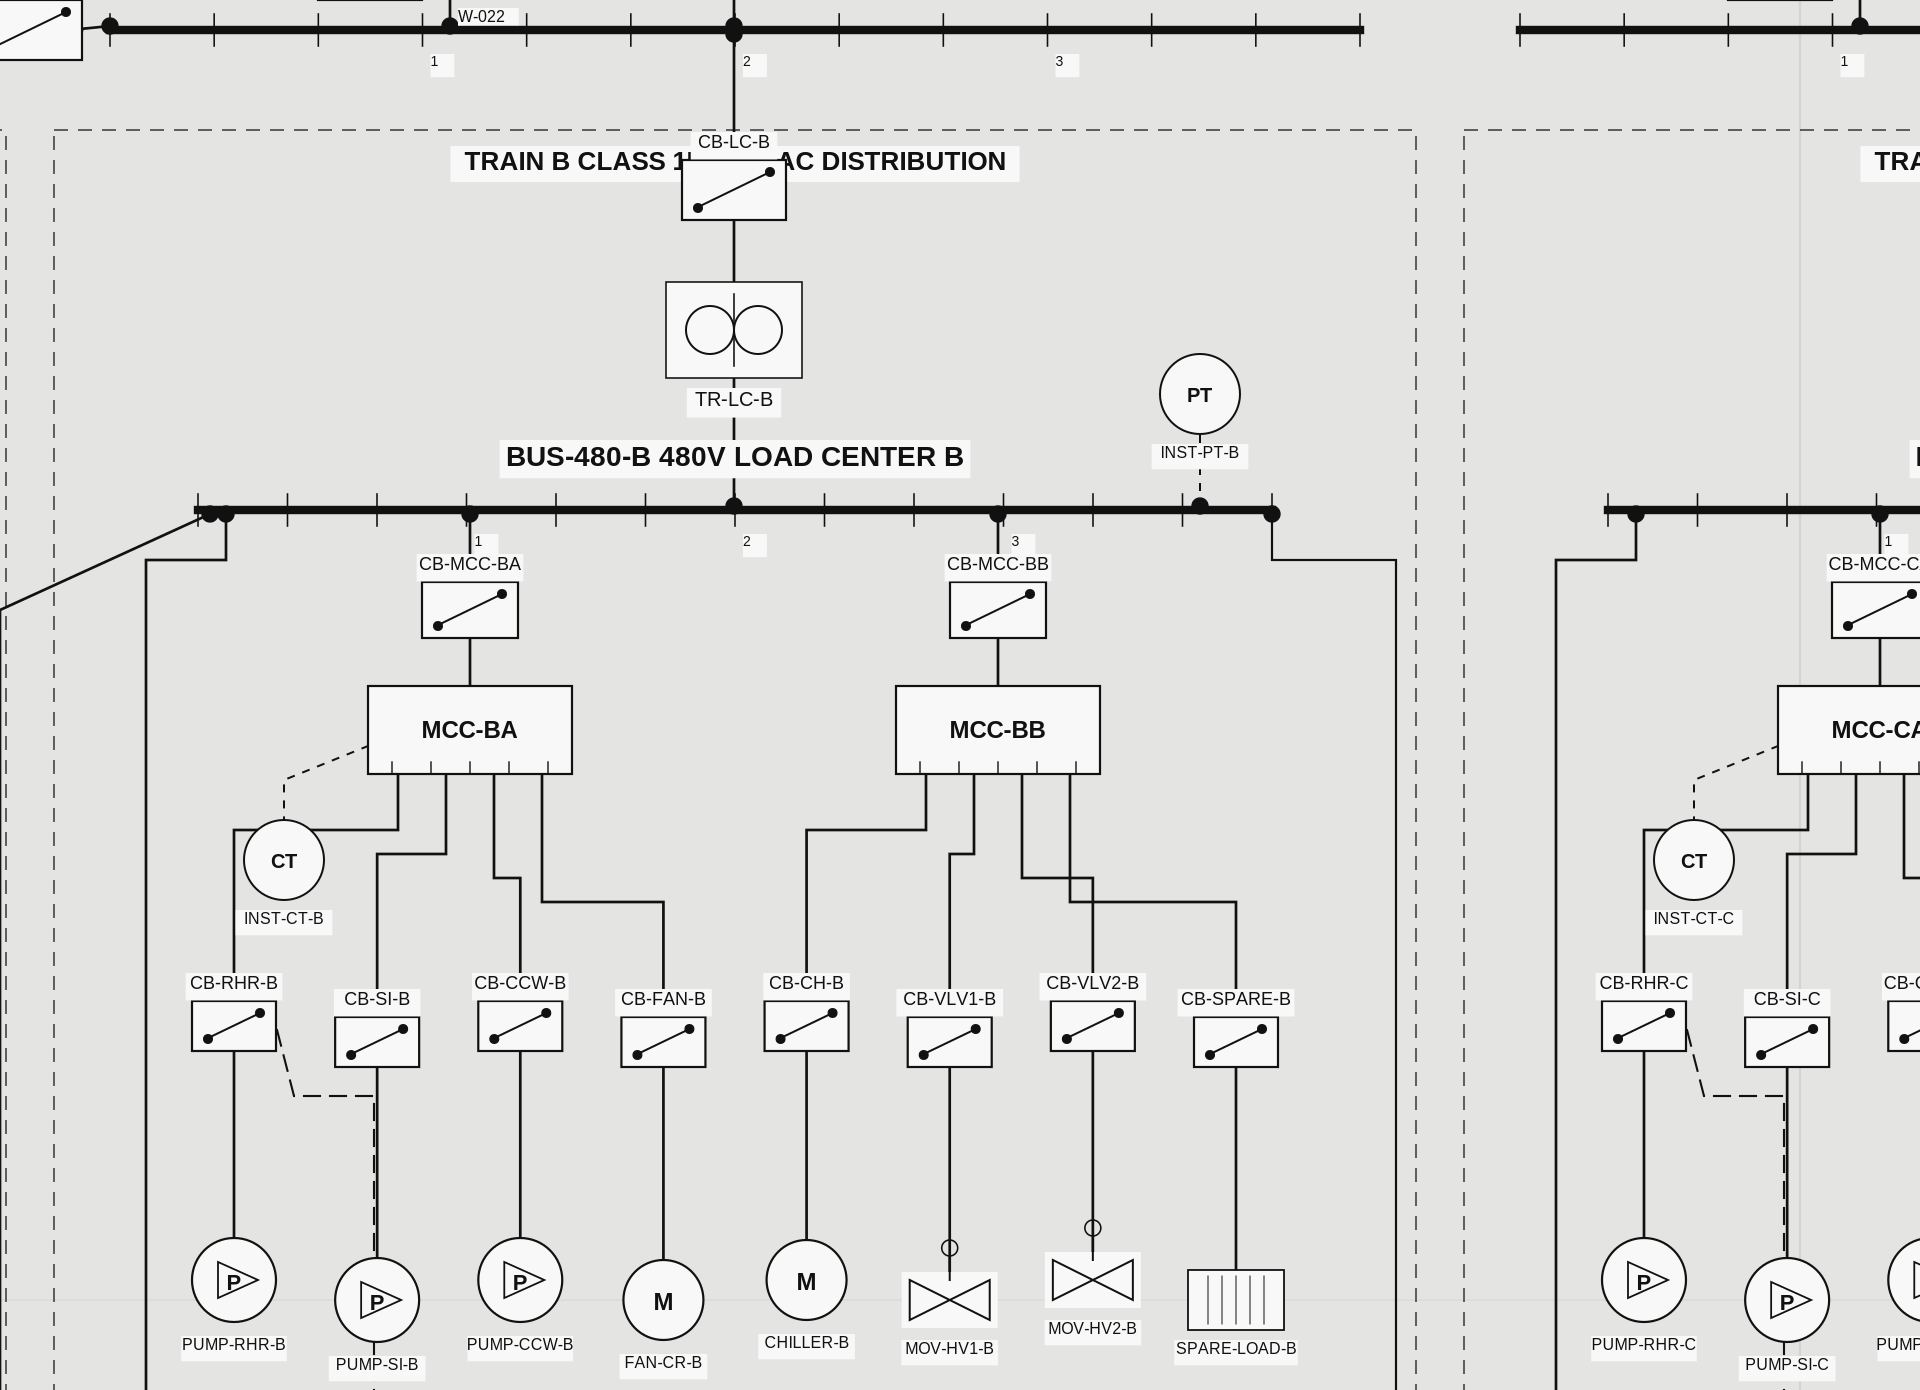 W-022
1
2
3
1
CB-LC-B
TRAIN B CLASS 1 AC DISTRIBUTION
TRA
TR-LC-B
PT
INST-PT-B
BUS-480-B 480V LOAD CENTER B
1
2
3
1
CB-MCC-BA
CB-MCC-BB
CB-MCC-C
MCC-BA
MCC-BB
MCC-CA
CT
INST-CT-B
CT
INST-CT-C
CB-RHR-B
CB-SI-B
CB-CCW-B
CB-FAN-B
CB-CH-B
CB-VLV1-B
CB-VLV2-B
CB-SPARE-B
CB-RHR-C
CB-SI-C
P
P
P
M
M
P
P
PUMP-RHR-B
PUMP-SI-B
PUMP-CCW-B
FAN-CR-B
CHILLER-B
MOV-HV1-B
MOV-HV2-B
SPARE-LOAD-B
PUMP-RHR-C
PUMP-SI-C
PUMP